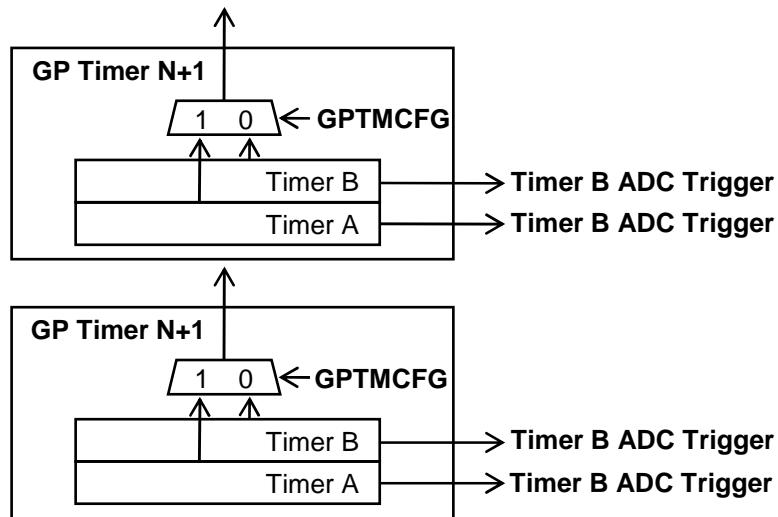 GP Timer N+1
1 0
GPTMCFG
Timer B
Timer B ADC Trigger
Timer A
Timer B ADC Trigger
GP Timer N+1
1 0
GPTMCFG
Timer B
Timer B ADC Trigger
Timer A
Timer B ADC Trigger